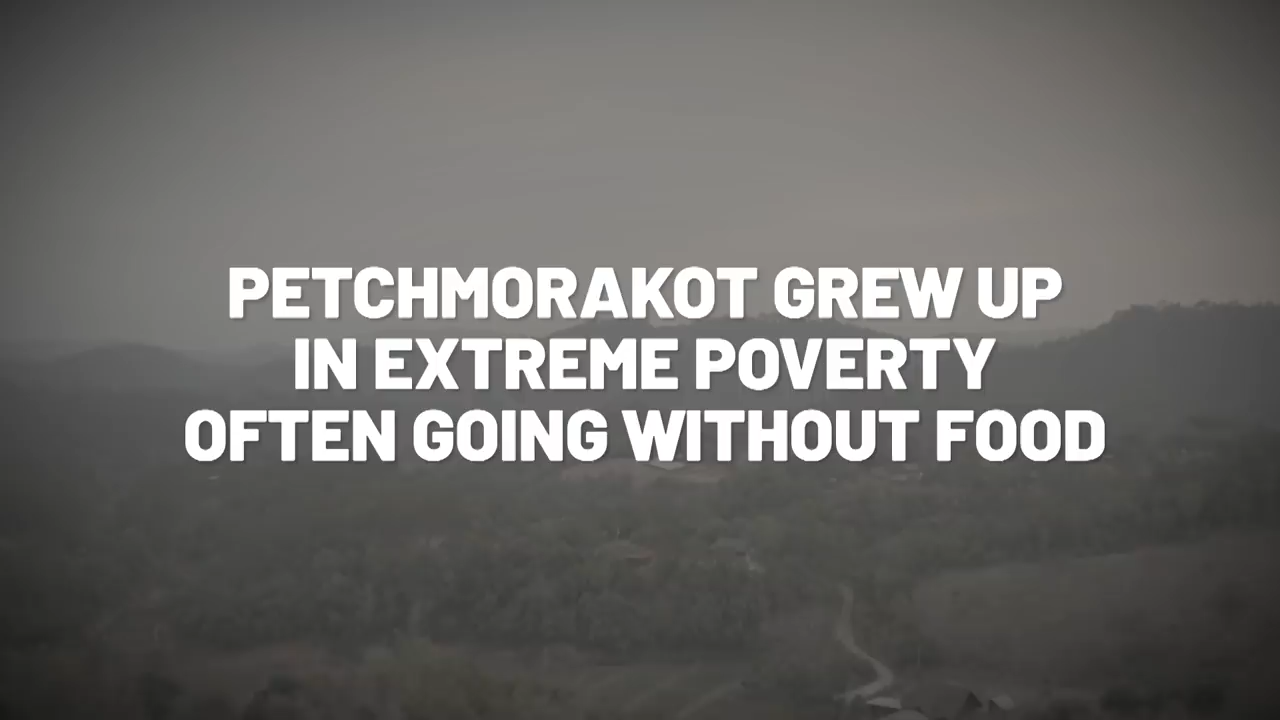 PETCHMORAKOT GREW UP
IN EXTREME POVERTY
OFTEN GOING WITHOUT FOOD